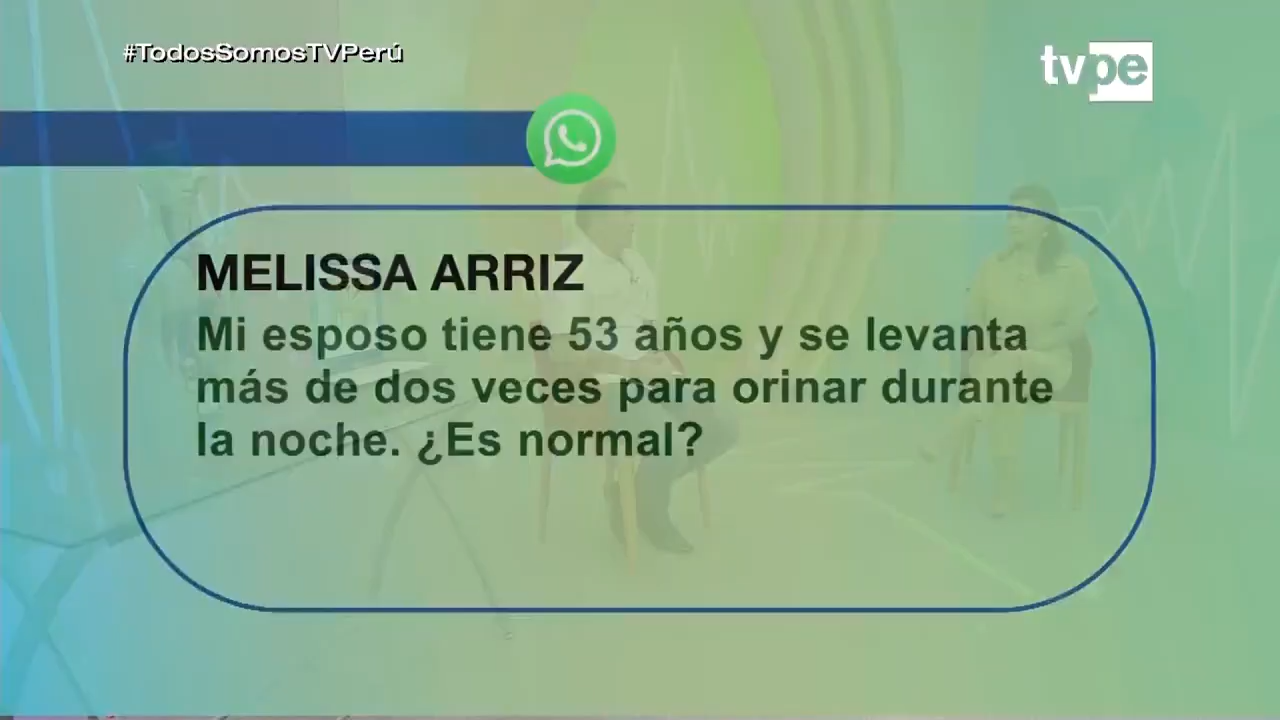 #TodosSomosTVPerú
tvpe
MELISSA ARRIZ
Mi esposo tiene 53 años y se levanta
más de dos veces para orinar durante
la noche. ¿Es normal?